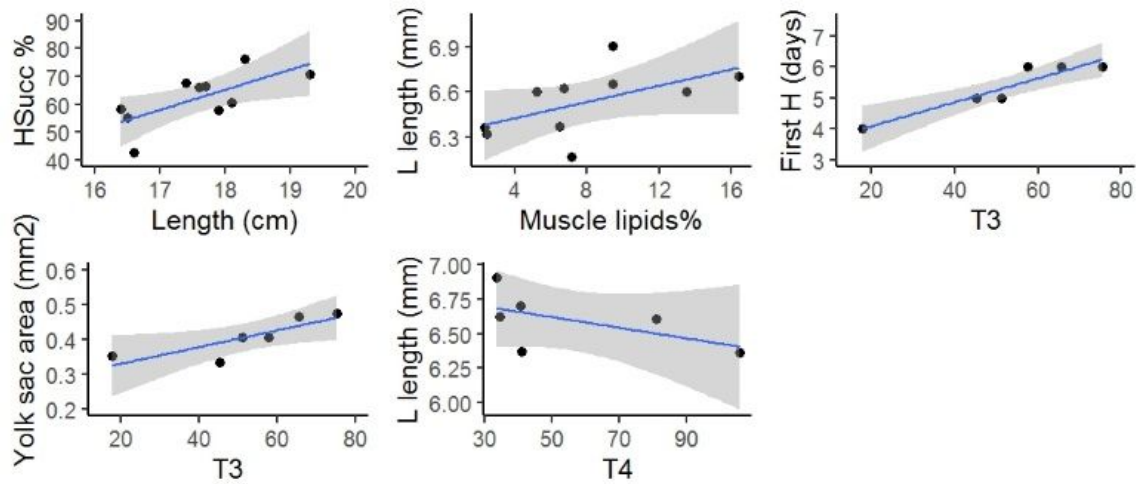 HSucc %
90
80
70
60
50
40
16 17 18 19 20
Length (cm)
L length (mm)
6.9
6.6
6.3
4 8 12 16
Muscle lipids%
First H (days)
7
6
5
4
3
20 40 60 80
T3
Yolk sac area (mm2)
0.6
0.5
0.4
0.3
0.2
20 40 60 80
T3
L length (mm)
7.00
6.75
6.50
6.25
6.00
30 50 70 90
T4